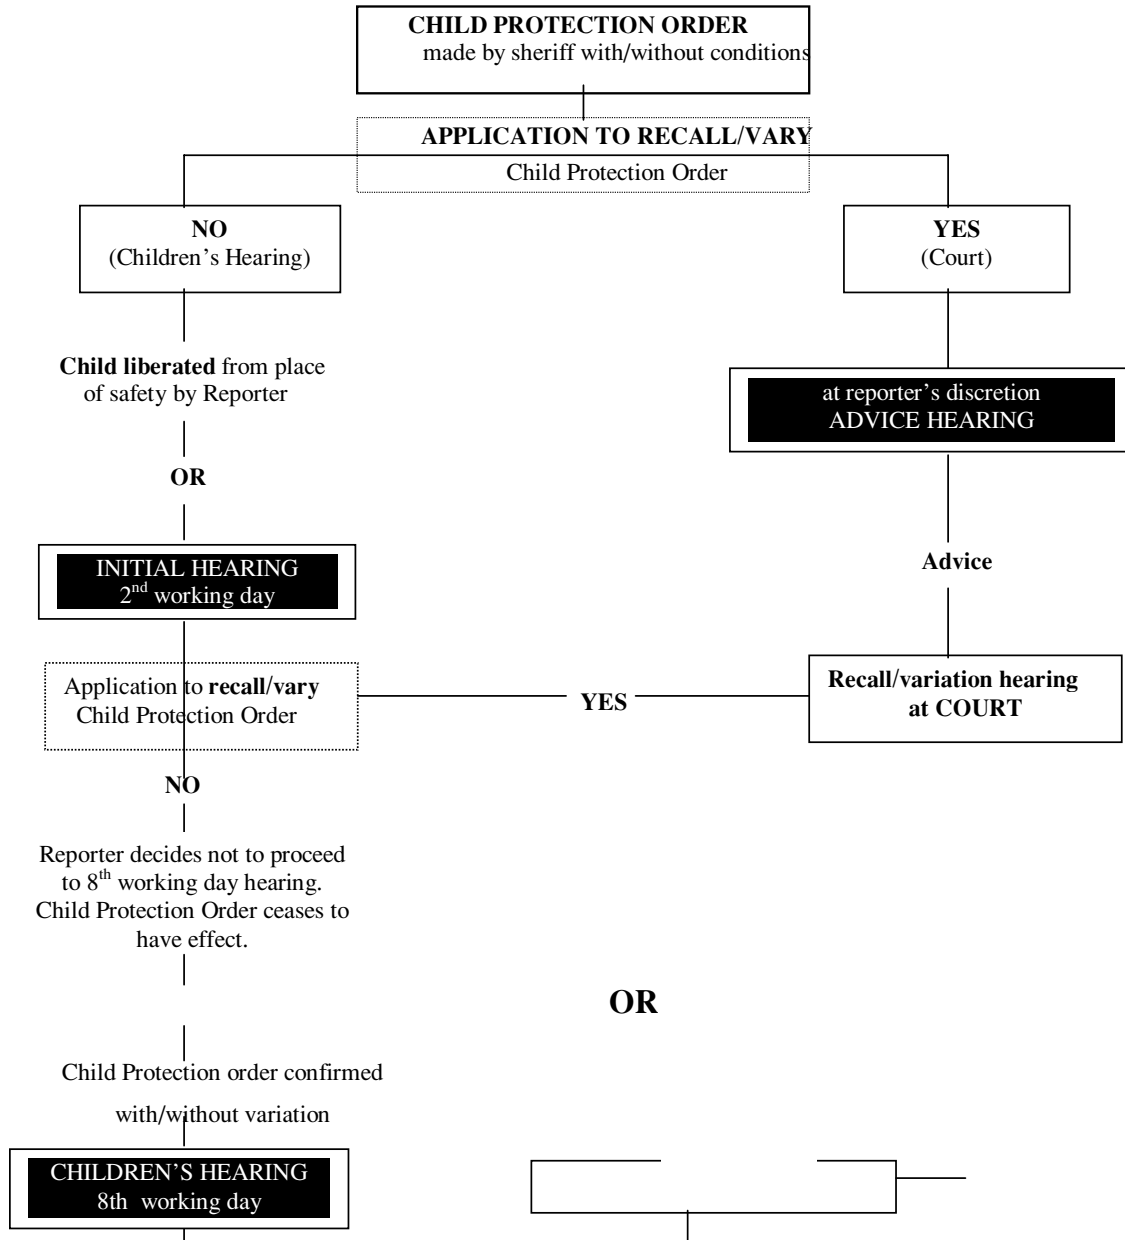 CHILD PROTECTION ORDER
made by sheriff with/without conditions
APPLICATION TO RECALL/VARY
Child Protection Order
NO
(Children's Hearing)
YES
(Court)
Child liberated from place
of safety by Reporter
at reporter's discretion
ADVICE HEARING
OR
INITIAL HEARING
2nd working day
Advice
Application to recall/vary
Child Protection Order
YES
Recall/variation hearing
at COURT
NO
Reporter decides not to proceed
to 8th working day hearing.
Child Protection Order ceases to
have effect.
OR
Child Protection order confirmed
with/without variation
CHILDREN'S HEARING
8th working day